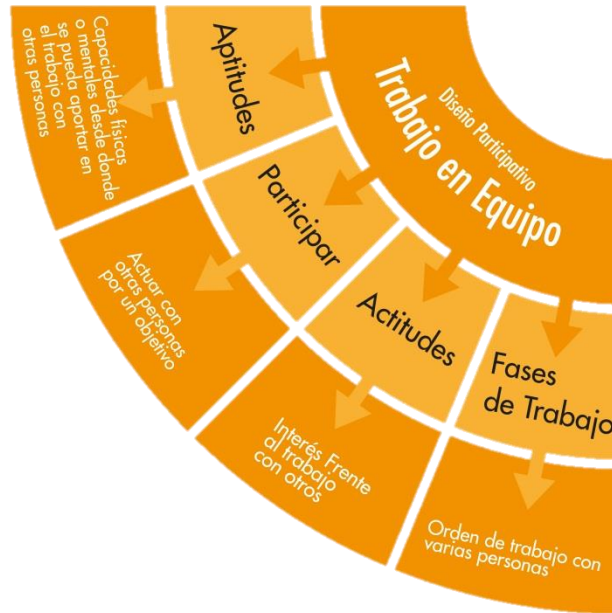 Diseño Participativo
Trabajo en Equipo
Aptitudes
Capacidades físicas
o mentales desde donde
se pueda aportar en
el trabajo con
otras personas
Participar
Actuar con
otras personas
por un objetivo
Actitudes
Interés Frente
al trabajo
con otros
Fases
de Trabajo
Orden de trabajo con
varias personas